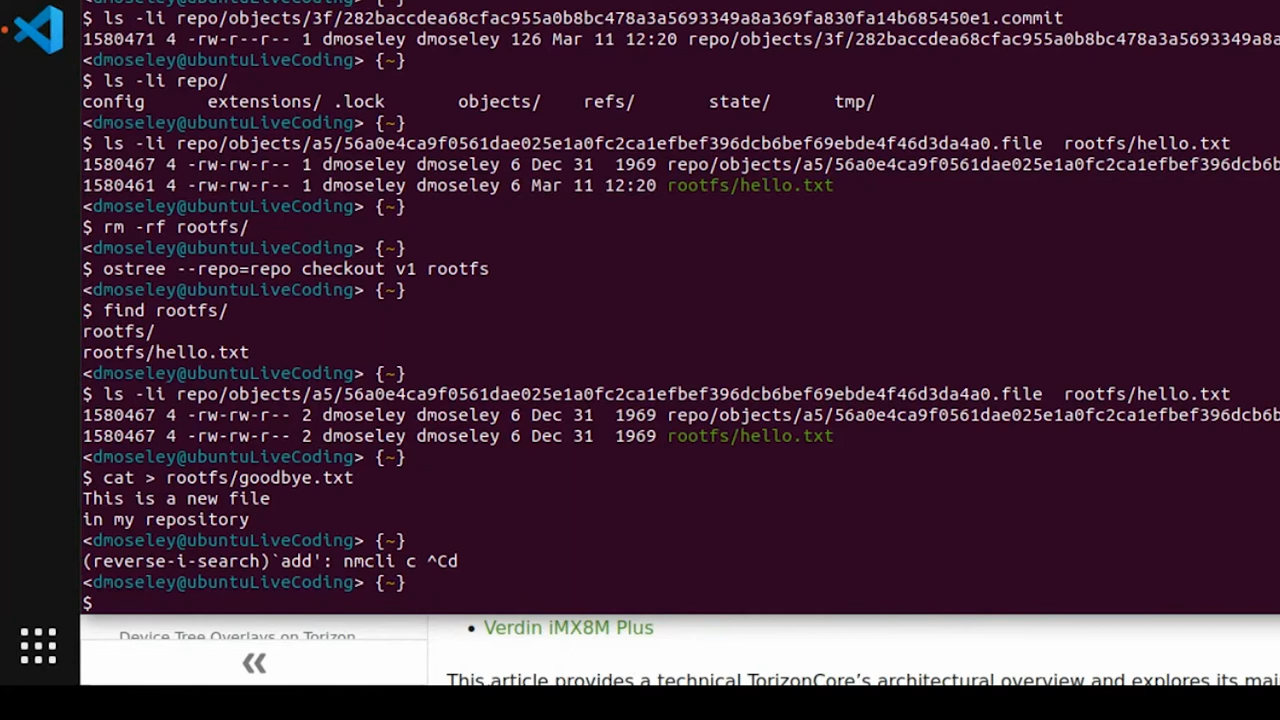 $ ls -li repo/objects/3f/282baccdea68cfac955a0b8bc478a3a5693349a8a369fa830fa14b685450e1.commit
1580471 4 -rw-r--r-- 1 dmoseley dmoseley 126 Mar 11 12:20 repo/objects/3f/282baccdea68cfac955a0b8bc478a3a5693349a8a
<dmoseley@ubuntuLiveCoding> {~}
$ ls -li repo/
config extensions/ .lock objects/ refs/ state/ tmp/
<dmoseley@ubuntuLiveCoding> {~}
$ ls -li repo/objects/a5/56a0e4ca9f0561dae025e1a0fc2ca1efbef396dcb6bef69ebde4f46d3da4a0.file rootfs/hello.txt
1580467 4 -rw-rw-r-- 1 dmoseley dmoseley 6 Dec 31 1969 repo/objects/a5/56a0e4ca9f0561dae025e1a0fc2ca1efbef396dcb6b
1580461 4 -rw-rw-r-- 1 dmoseley dmoseley 6 Mar 11 12:20 rootfs/hello.txt
<dmoseley@ubuntuLiveCoding> {~}
$ rm -rf rootfs/
<dmoseley@ubuntuLiveCoding> {~}
$ ostree --repo=repo checkout v1 rootfs
<dmoseley@ubuntuLiveCoding> {~}
$ find rootfs/
rootfs/
rootfs/hello.txt
<dmoseley@ubuntuLiveCoding> {~}
$ ls -li repo/objects/a5/56a0e4ca9f0561dae025e1a0fc2ca1efbef396dcb6bef69ebde4f46d3da4a0.file rootfs/hello.txt
1580467 4 -rw-rw-r-- 2 dmoseley dmoseley 6 Dec 31 1969 repo/objects/a5/56a0e4ca9f0561dae025e1a0fc2ca1efbef396dcb6b
1580467 4 -rw-rw-r-- 2 dmoseley dmoseley 6 Dec 31 1969 rootfs/hello.txt
<dmoseley@ubuntuLiveCoding> {~}
$ cat > rootfs/goodbye.txt
This is a new file
in my repository
<dmoseley@ubuntuLiveCoding> {~}
(reverse-i-search)`add': nmcli c ^Cd
<dmoseley@ubuntuLiveCoding> {~}
$
Device Tree Overlays on Torizon
• Verdin iMX8M Plus
This article provides a technical TorizonCore's architectural overview and explores its mai